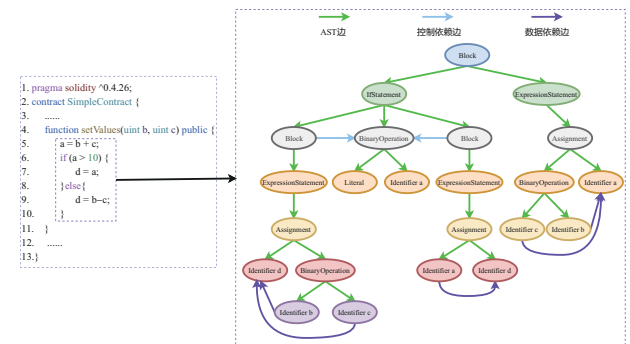 AST边 控制依赖边 数据依赖边
Block
IfStatement ExpressionStatement
Block BinaryOperation Block Assignment
ExpressionStatement Literal Identifier a ExpressionStatement BinaryOperation Identifier a
Assignment Assignment Identifier c Identifier b
Identifier d BinaryOperation Identifier a Identifier d
Identifier b Identifier c
1. pragma solidity ^0.4.26;
2. contract SimpleContract {
3. ......
4. function setValues(uint b, uint c) public {
5. a = b + c;
6. if (a > 10) {
7. d = a;
8. }else{
9. d = b−c;
10. }
11. }
12. ......
13.}